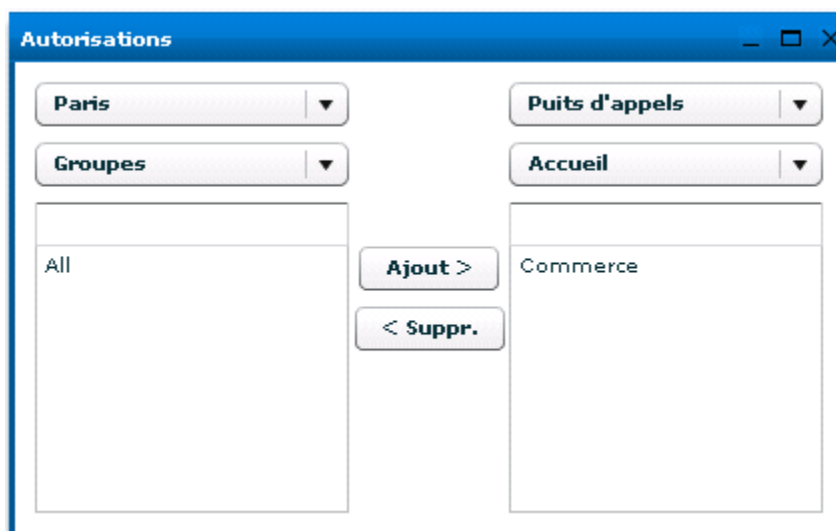 Autorisations
Paris
Puits d'appels
Groupes
Accueil
All
Ajout >
Commerce
< Suppr.